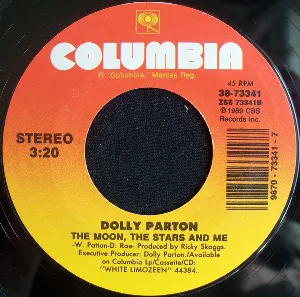 COLUMBIA
® "Columbia," Marcas Reg.
45 RPM
38-73341
ZSS 73341B
℗ 1989 CBS
Records Inc.
STEREO
3:20
9870 - 73341 - 7
DOLLY PARTON
THE MOON, THE STARS AND ME
-W. Patton-D. Rae- Produced by Ricky Skaggs.
Executive Producer: Dolly Parton./Available
on Columbia Lp/Cassette/CD:
"WHITE LIMOZEEN" 44384.